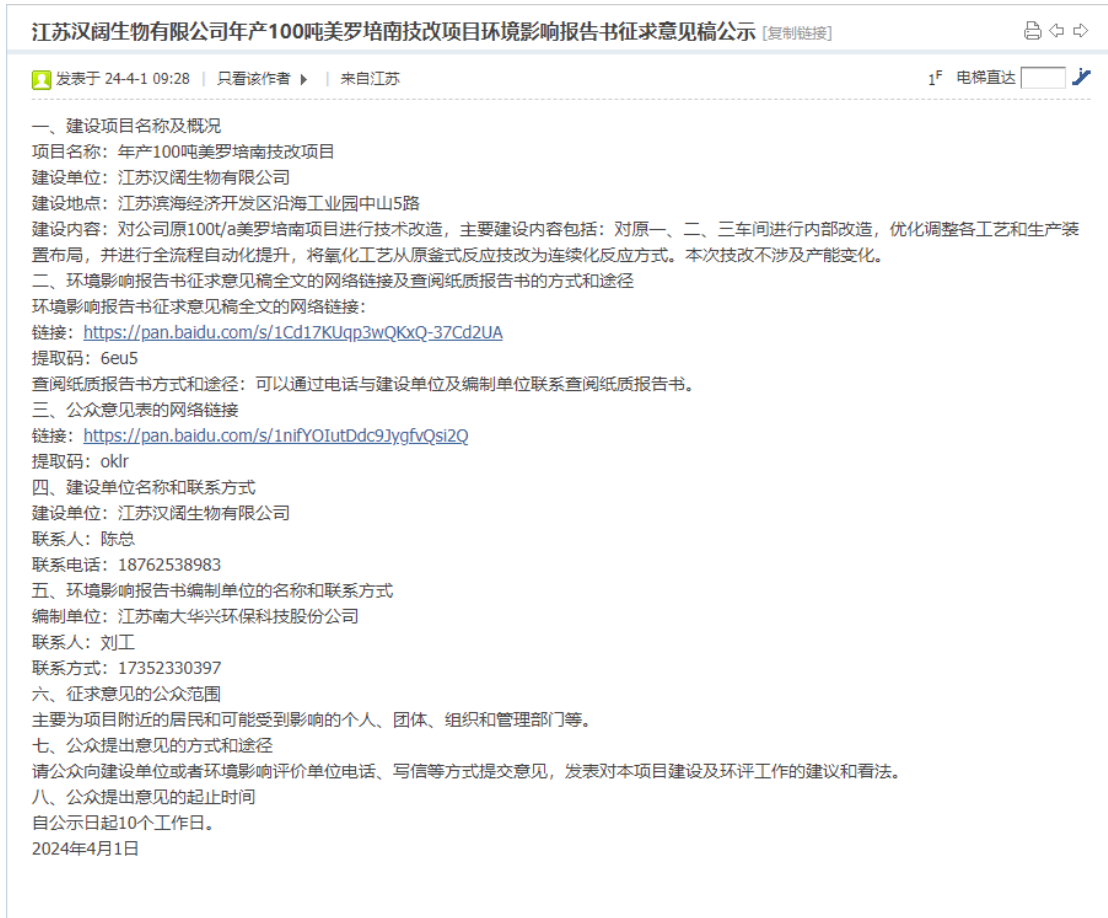 江苏汉阔生物有限公司年产100吨美罗培南技改项目环境影响报告书征求意见稿公示 [复制链接]
发表于 24-4-1 09:28 | 只看该作者 | 来自江苏 1F 电梯直达
一、建设项目名称及概况
项目名称：年产100吨美罗培南技改项目
建设单位：江苏汉阔生物有限公司
建设地点：江苏滨海经济开发区沿海工业园中山5路
建设内容：对公司原100t/a美罗培南项目进行技术改造，主要建设内容包括：对原一、二、三车间进行内部改造，优化调整各工艺和生产装
置布局，并进行全流程自动化提升，将氧化工艺从原釜式反应技改为连续化反应方式。本次技改不涉及产能变化。
二、环境影响报告书征求意见稿全文的网络链接及查阅纸质报告书的方式和途径
环境影响报告书征求意见稿全文的网络链接：
链接：https://pan.baidu.com/s/1Cd17KUqp3wQKxQ-37Cd2UA
提取码：6eu5
查阅纸质报告书方式和途径：可以通过电话与建设单位及编制单位联系查阅纸质报告书。
三、公众意见表的网络链接
链接：https://pan.baidu.com/s/1nifYOIutDdc9JygfvQsi2Q
提取码：oklr
四、建设单位名称和联系方式
建设单位：江苏汉阔生物有限公司
联系人：陈总
联系电话：18762538983
五、环境影响报告书编制单位的名称和联系方式
编制单位：江苏南大华兴环保科技股份公司
联系人：刘工
联系方式：17352330397
六、征求意见的公众范围
主要为项目附近的居民和可能受到影响的个人、团体、组织和管理部门等。
七、公众提出意见的方式和途径
请公众向建设单位或者环境影响评价单位电话、写信等方式提交意见，发表对本项目建设及环评工作的建议和看法。
八、公众提出意见的起止时间
自公示日起10个工作日。
2024年4月1日